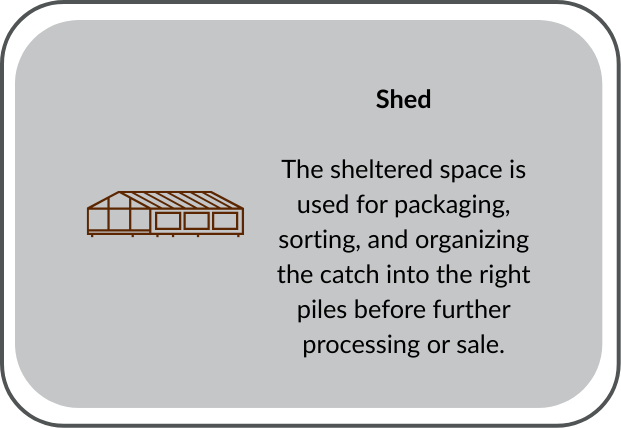 Shed
The sheltered space is
used for packaging,
sorting, and organizing
the catch into the right
piles before further
processing or sale.